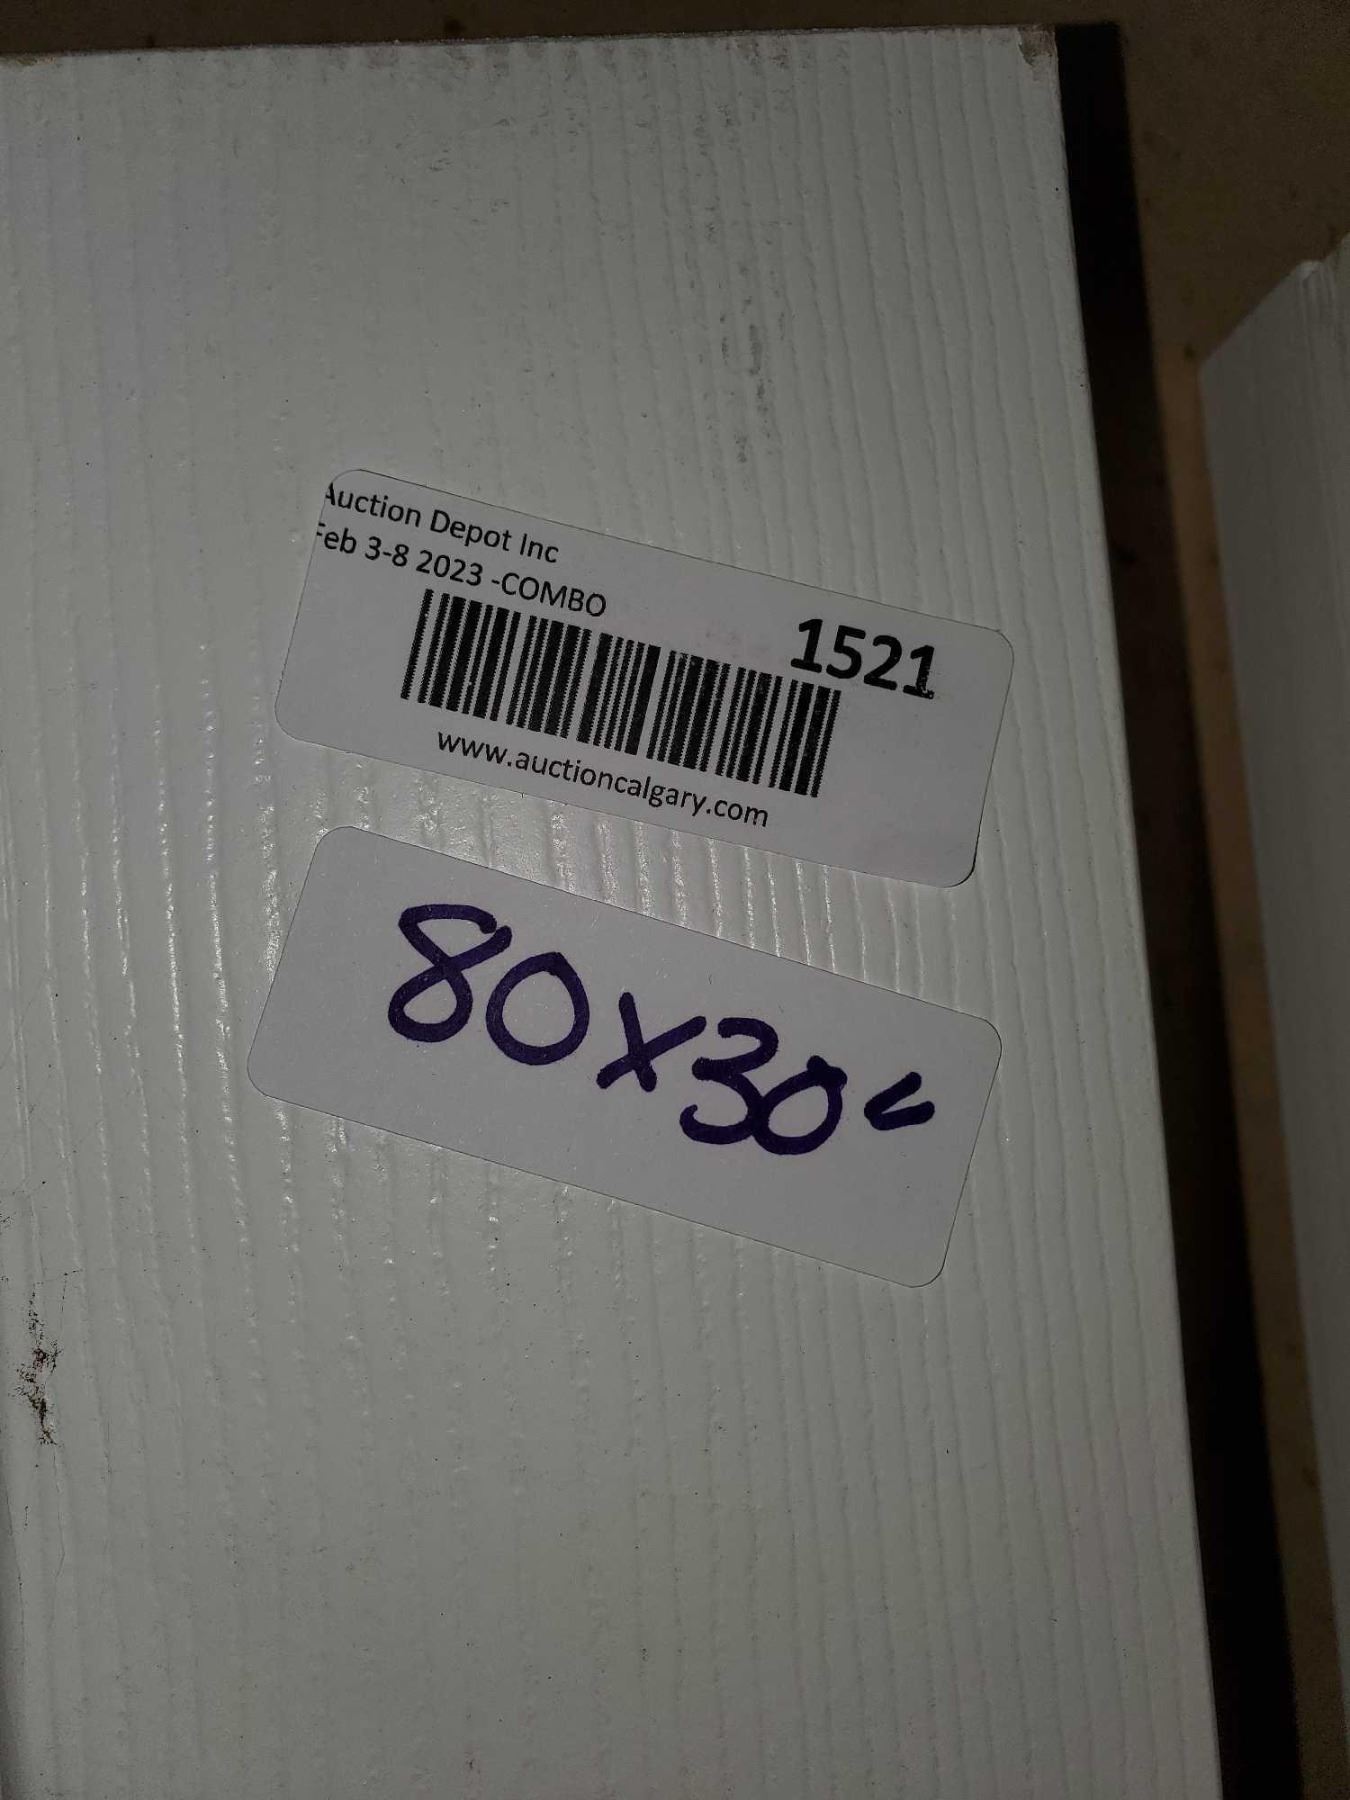 Auction Depot Inc
Feb 3-8 2023 -COMBO
1521
www.auctioncalgary.com
80x30"